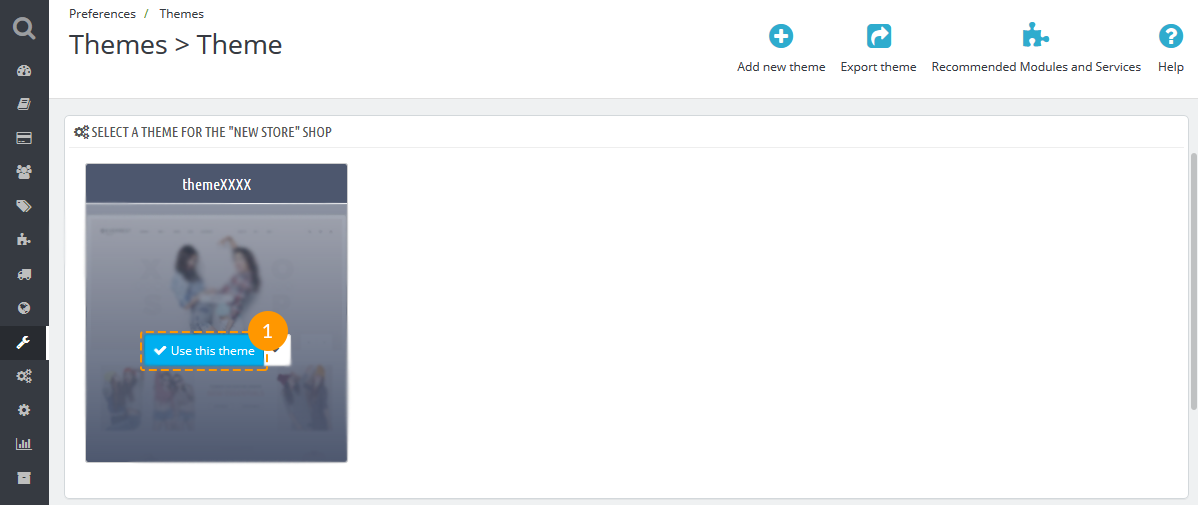 Preferences / Themes
Themes > Theme
Add new theme
Export theme
Recommended Modules and Services
Help
SELECT A THEME FOR THE "NEW STORE" SHOP
themeXXXX
1
Use this theme